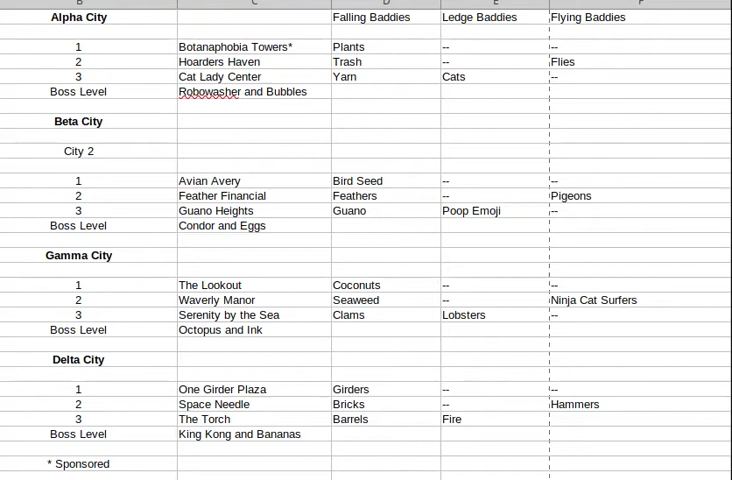 B C D E F
Alpha City Falling Baddies Ledge Baddies Flying Baddies
1 Botanaphobia Towers* Plants -- --
2 Hoarders Haven Trash -- Flies
3 Cat Lady Center Yarn Cats --
Boss Level Robowasher and Bubbles
Beta City
City 2
1 Avian Avery Bird Seed -- --
2 Feather Financial Feathers -- Pigeons
3 Guano Heights Guano Poop Emoji --
Boss Level Condor and Eggs
Gamma City
1 The Lookout Coconuts -- --
2 Waverly Manor Seaweed -- Ninja Cat Surfers
3 Serenity by the Sea Clams Lobsters --
Boss Level Octopus and Ink
Delta City
1 One Girder Plaza Girders -- --
2 Space Needle Bricks -- Hammers
3 The Torch Barrels Fire
Boss Level King Kong and Bananas
* Sponsored